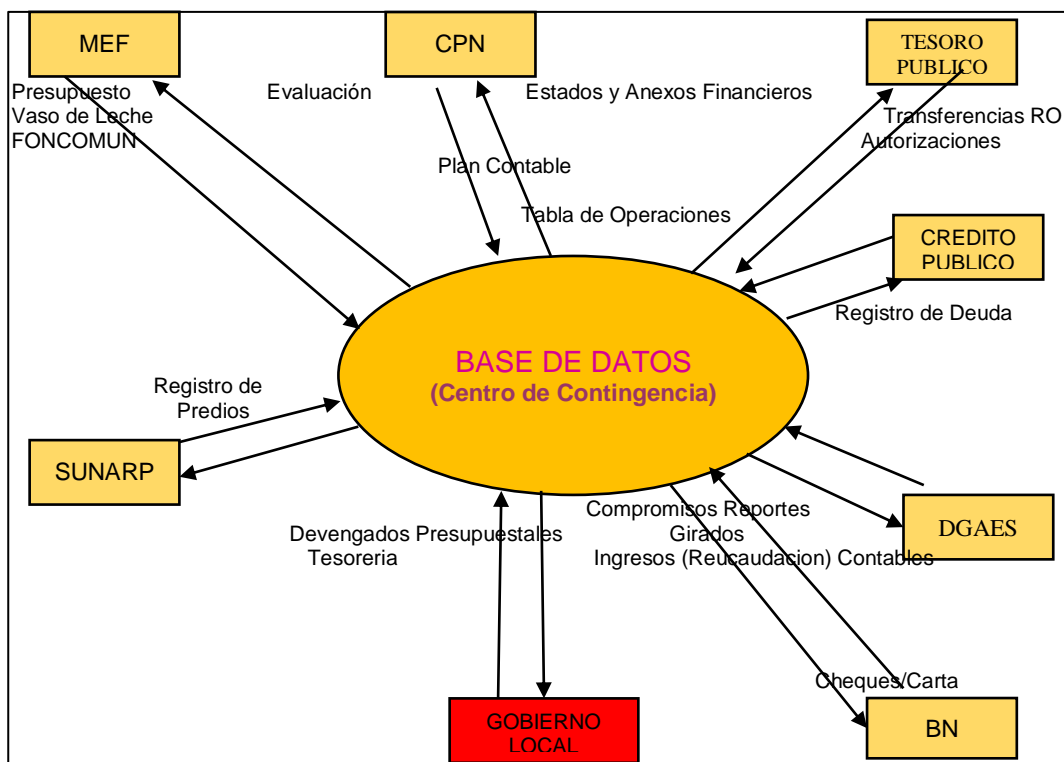 MEF
CPN
TESORO
PUBLICO
Presupuesto
Vaso de Leche
FONCOMUN
Evaluación
Estados y Anexos Financieros
Transferencias RO
Autorizaciones
Plan Contable
Tabla de Operaciones
CREDITO
PUBLICO
Registro de Deuda
BASE DE DATOS
(Centro de Contingencia)
Registro de
Predios
SUNARP
Devengados Presupuestales
Tesoreria
Compromisos Reportes
Girados
Ingresos (Reucaudacion) Contables
DGAES
Cheques/Carta
GOBIERNO
LOCAL
BN